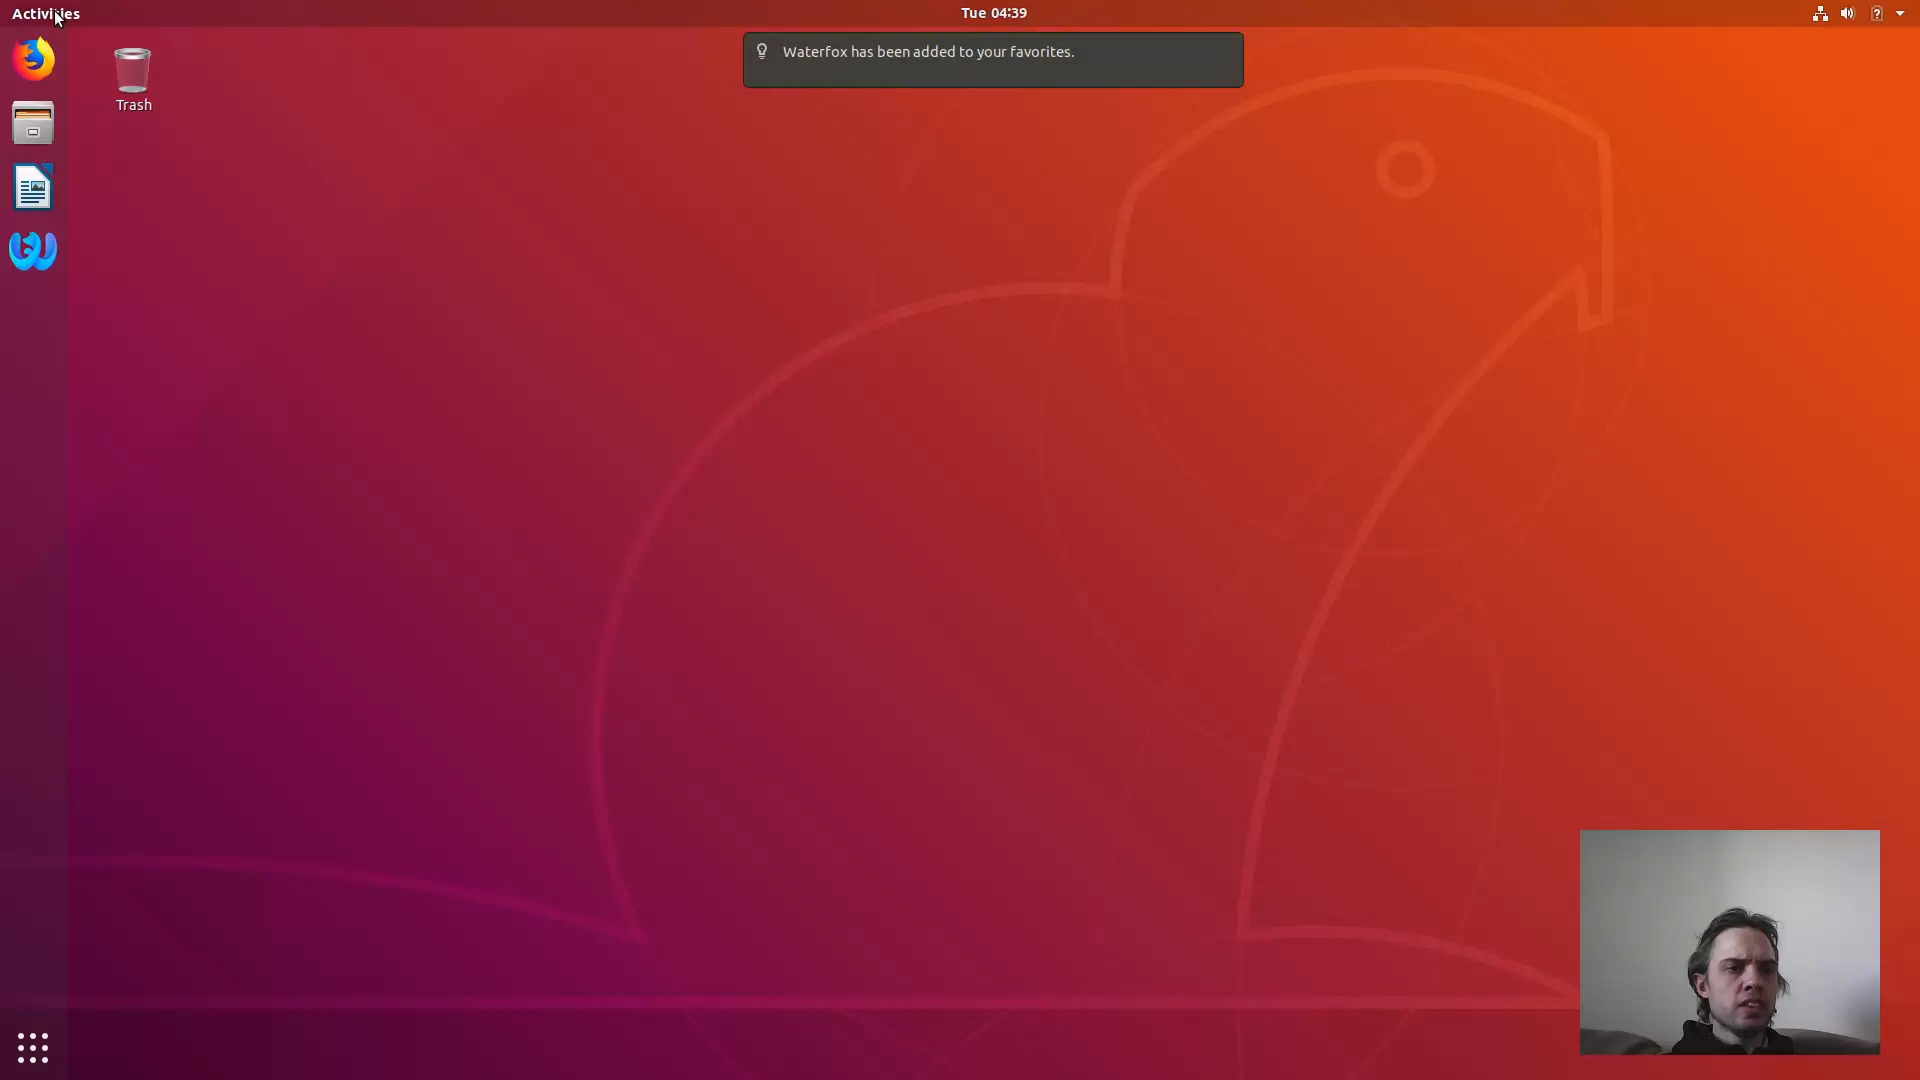 Activities
Tue 04:39
Waterfox has been added to your favorites.
Trash